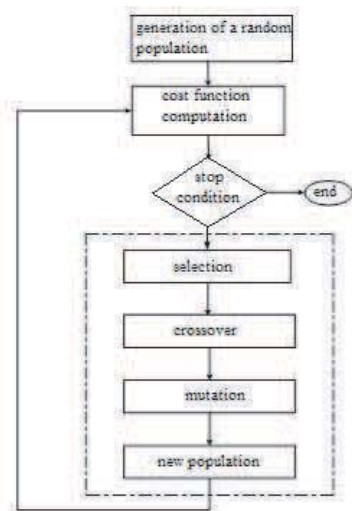 generation of a random
population
cost function
computation
stop
condition
end
selection
crossover
mutation
new population